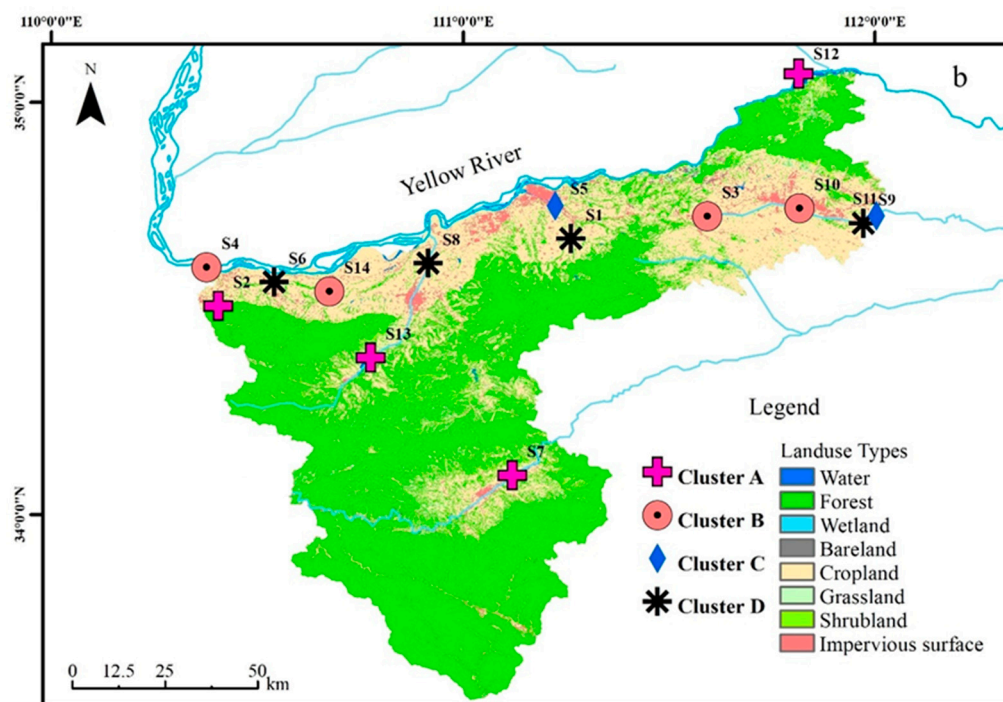 110°0'0"E
111°0'0"E
112°0'0"E
S12
N
b
35°0'0"N
Yellow River
S5
S3
S10
S11
S9
S1
S4
S8
S6
S14
S2
S13
Legend
S7
Landuse Types
Cluster A
Water
Forest
Cluster B
Wetland
Bareland
Cluster C
Cropland
Grassland
Cluster D
Shrubland
Impervious surface
34°0'0"N
0 12.5 25 50
km